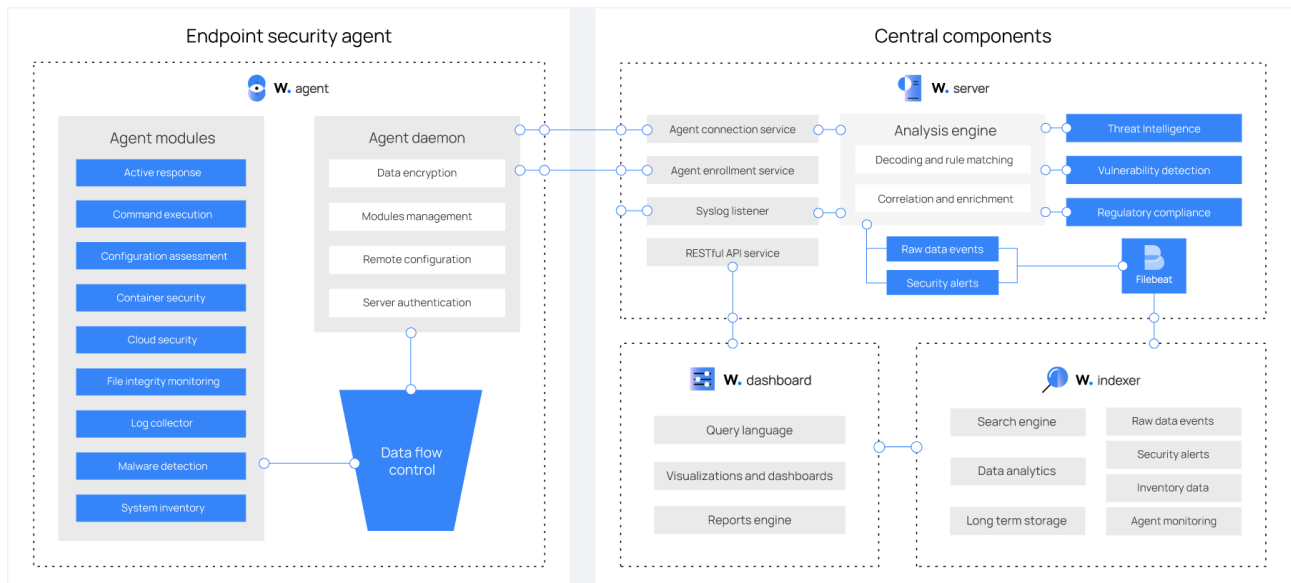 Endpoint security agent
W. agent
Agent modules
Active response
Command execution
Configuration assessment
Container security
Cloud security
File integrity monitoring
Log collector
Malware detection
System inventory
Agent daemon
Data encryption
Modules management
Remote configuration
Server authentication
Data flow
control
Central components
W. server
Agent connection service
Agent enrollment service
Syslog listener
RESTful API service
Analysis engine
Decoding and rule matching
Correlation and enrichment
Threat Intelligence
Vulnerability detection
Regulatory compliance
Raw data events
Security alerts
Filebeat
W. dashboard
Query language
Visualizations and dashboards
Reports engine
W. indexer
Search engine
Data analytics
Long term storage
Raw data events
Security alerts
Inventory data
Agent monitoring